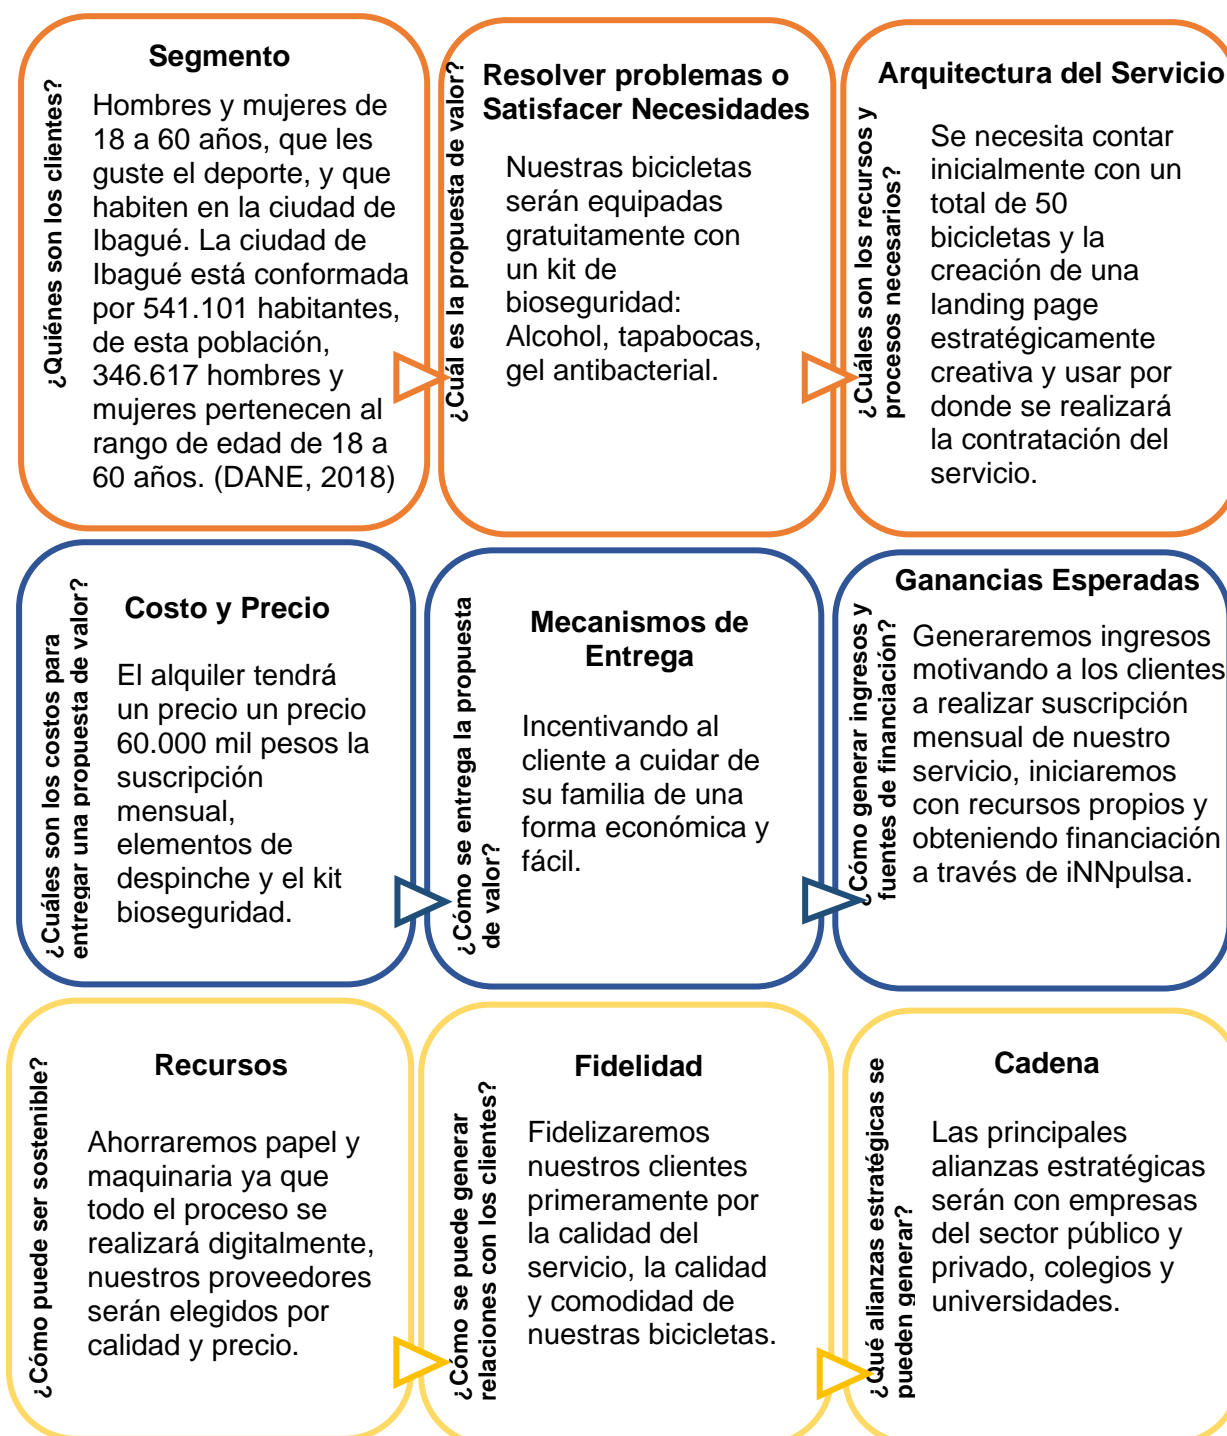 Segmento
¿Quiénes son los clientes?
Hombres y mujeres de
18 a 60 años, que les
guste el deporte, y que
habiten en la ciudad de
Ibagué. La ciudad de
Ibagué está conformada
por 541.101 habitantes,
de esta población,
346.617 hombres y
mujeres pertenecen al
rango de edad de 18 a
60 años. (DANE, 2018)
Resolver problemas o
Satisfacer Necesidades
¿Cuál es la propuesta de valor?
Nuestras bicicletas
serán equipadas
gratuitamente con
un kit de
bioseguridad:
Alcohol, tapabocas,
gel antibacterial.
Arquitectura del Servicio
¿Cuáles son los recursos y
procesos necesarios?
Se necesita contar
inicialmente con un
total de 50
bicicletas y la
creación de una
landing page
estratégicamente
creativa y usar por
donde se realizará
la contratación del
servicio.
Costo y Precio
¿Cuáles son los costos para
entregar una propuesta de valor?
El alquiler tendrá
un precio un precio
60.000 mil pesos la
suscripción
mensual,
elementos de
despinche y el kit
bioseguridad.
Mecanismos de
Entrega
¿Cómo se entrega la propuesta
de valor?
Incentivando al
cliente a cuidar de
su familia de una
forma económica y
fácil.
Ganancias Esperadas
¿Cómo generar ingresos y
fuentes de financiación?
Generaremos ingresos
motivando a los clientes
a realizar suscripción
mensual de nuestro
servicio, iniciaremos
con recursos propios y
obteniendo financiación
a través de iNNpulsa.
Recursos
¿Cómo puede ser sostenible?
Ahorraremos papel y
maquinaria ya que
todo el proceso se
realizará digitalmente,
nuestros proveedores
serán elegidos por
calidad y precio.
Fidelidad
¿Cómo se puede generar
relaciones con los clientes?
Fidelizaremos
nuestros clientes
primeramente por
la calidad del
servicio, la calidad
y comodidad de
nuestras bicicletas.
Cadena
¿Qué alianzas estratégicas se
pueden generar?
Las principales
alianzas estratégicas
serán con empresas
del sector público y
privado, colegios y
universidades.